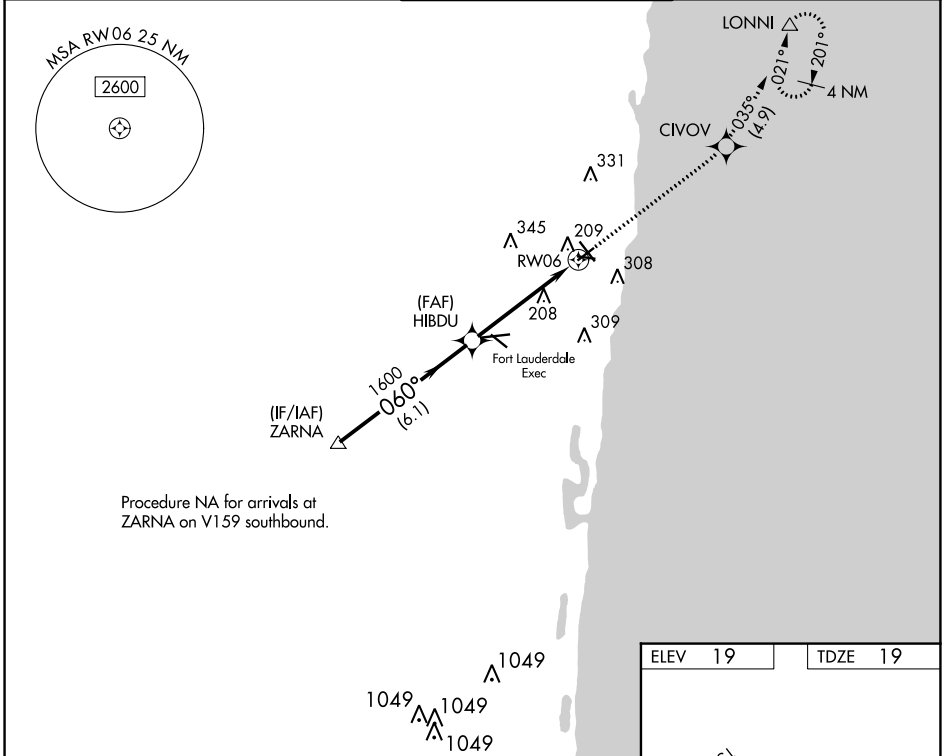 MSA RW06 25 NM
2600
LONNI
021°
201°
4 NM
035°
(4.9)
CIVOV
331
345
209
RW06
308
(FAF)
HIBDU
208
309
Fort Lauderdale
Exec
1600
060°
(6.1)
(IF/IAF)
ZARNA
Procedure NA for arrivals at
ZARNA on V159 southbound.
1049
1049
1049
1049
ELEV 19
TDZE 19